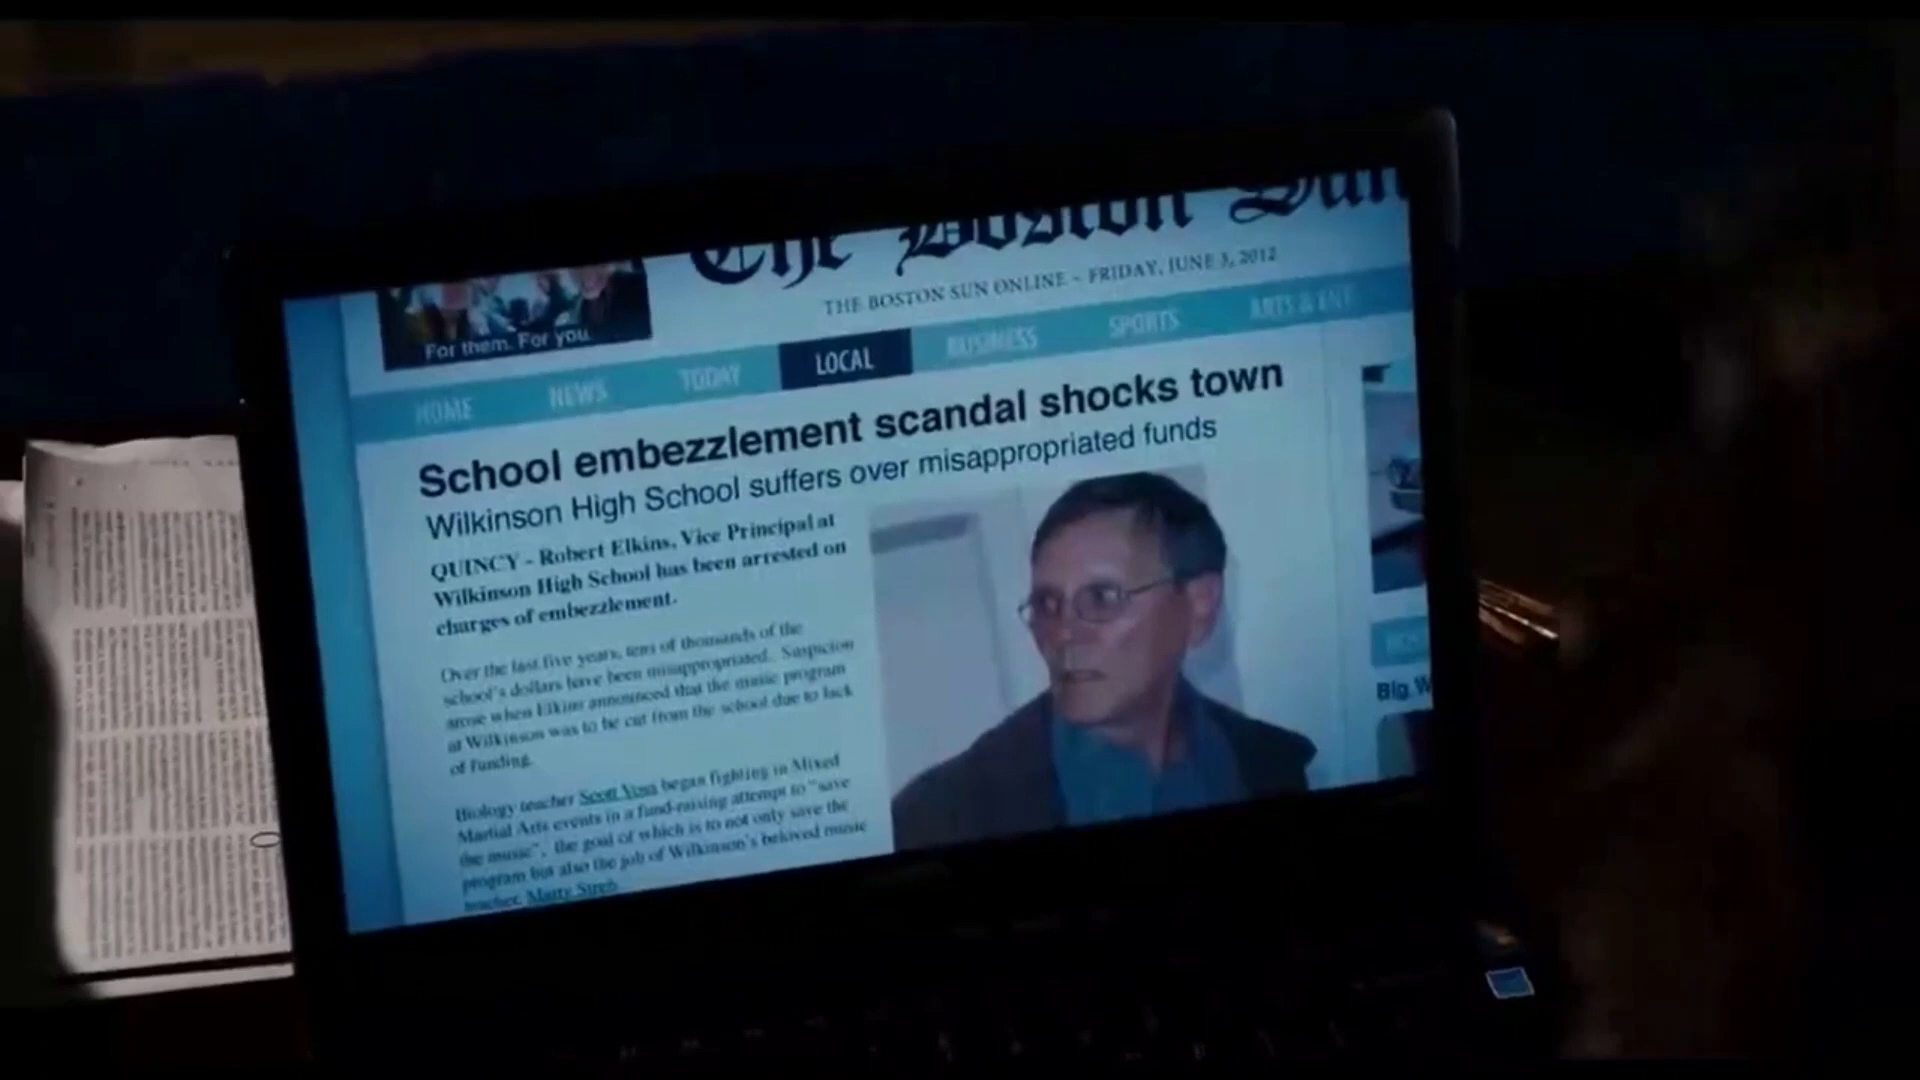 The Boston Sun
THE BOSTON SUN ONLINE - FRIDAY, JUNE 3, 2012
For them. For you.
HOME NEWS TODAY LOCAL BUSINESS SPORTS ARTS & ENT
School embezzlement scandal shocks town
Wilkinson High School suffers over misappropriated funds
QUINCY - Robert Elkins, Vice Principal at
Wilkinson High School has been arrested on
charges of embezzlement.
Over the last five years, tens of thousands of the
school's dollars have been misappropriated. Suspicion
arose when Elkins announced that the music program
at Wilkinson was to be cut from the school due to lack
of funding.
Biology teacher Scott Voss began fighting in Mixed
Martial Arts events in a fund-raising attempt to "save
the music", the goal of which is to not only save the
program but also the job of Wilkinson's beloved music
teacher, Marty Streb
Big W